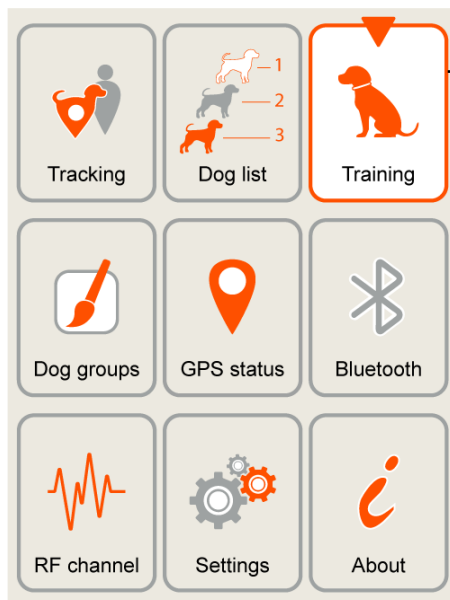 1
2
3
Tracking
Dog list
Training
Dog groups
GPS status
Bluetooth
RF channel
Settings
About